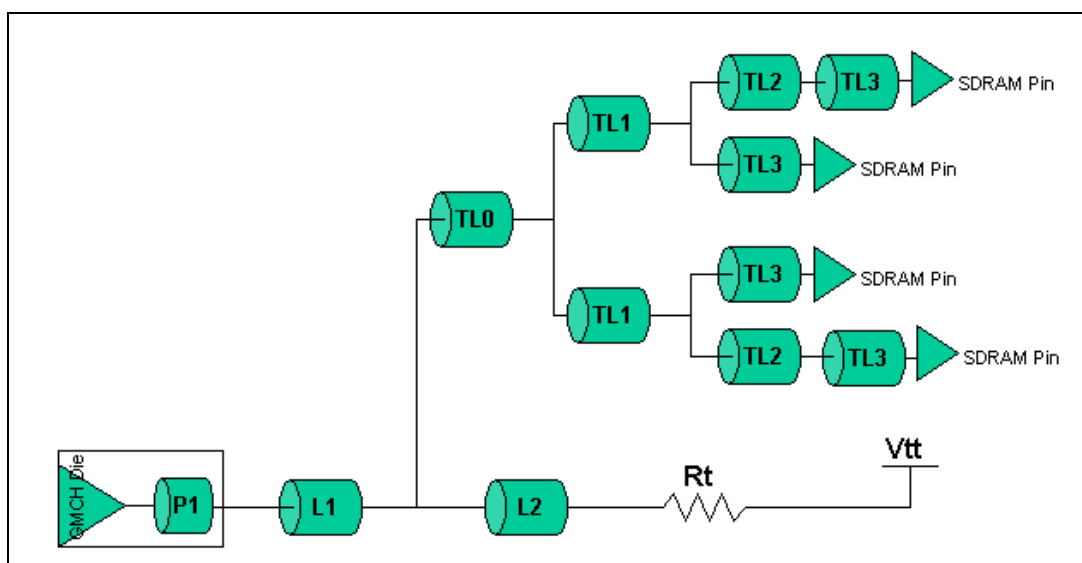 TL2
TL3
SDRAM Pin
TL1
TL3
SDRAM Pin
TL0
TL3
SDRAM Pin
TL1
TL2
TL3
SDRAM Pin
GMCH Die
P1
L1
L2
Rt
Vtt